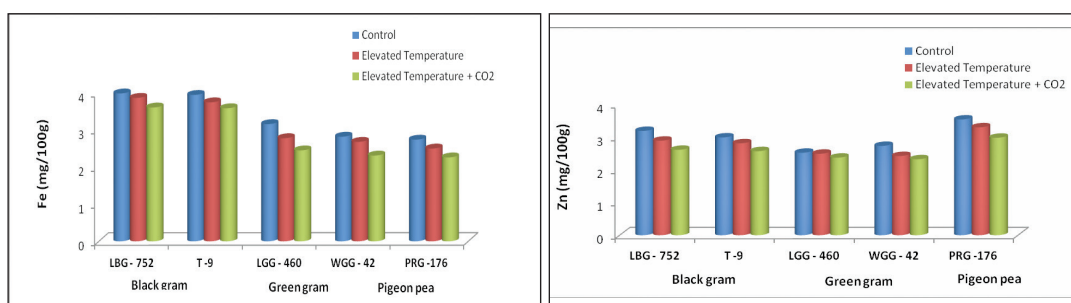 Control
Elevated Temperature
Elevated Temperature + CO2
Fe (mg/100g)
4
3
2
1
0
LBG - 752 T -9 LGG - 460 WGG - 42 PRG -176
Black gram Green gram Pigeon pea
Control
Elevated Temperature
Elevated Temperature + CO2
Zn (mg/100g)
4
3
2
1
0
LBG - 752 T -9 LGG - 460 WGG - 42 PRG -176
Black gram Green gram Pigeon pea